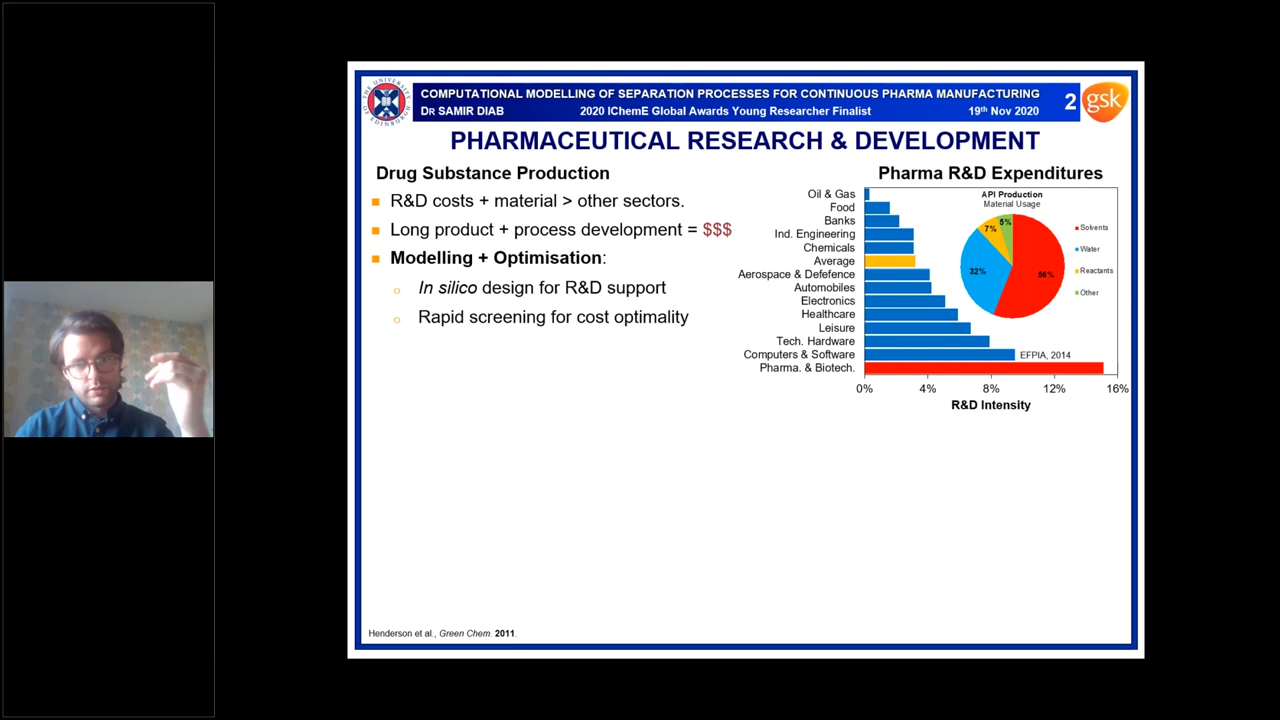 COMPUTATIONAL MODELLING OF SEPARATION PROCESSES FOR CONTINUOUS PHARMA MANUFACTURING
DR SAMIR DIAB 2020 IChemE Global Awards Young Researcher Finalist 19th Nov 2020
2
gsk
THE UNIVERSITY OF EDINBURGH
PHARMACEUTICAL RESEARCH & DEVELOPMENT
Drug Substance Production
R&D costs + material > other sectors.
Long product + process development = $$$
Modelling + Optimisation:
In silico design for R&D support
Rapid screening for cost optimality
Pharma R&D Expenditures
Oil & Gas
Food
Banks
Ind. Engineering
Chemicals
Average
Aerospace & Defefence
Automobiles
Electronics
Healthcare
Leisure
Tech. Hardware
Computers & Software
Pharma. & Biotech.
API Production
Material Usage
5%
7%
32%
56%
Solvents
Water
Reactants
Other
EFPIA, 2014
0% 4% 8% 12% 16%
R&D Intensity
Henderson et al., Green Chem. 2011.